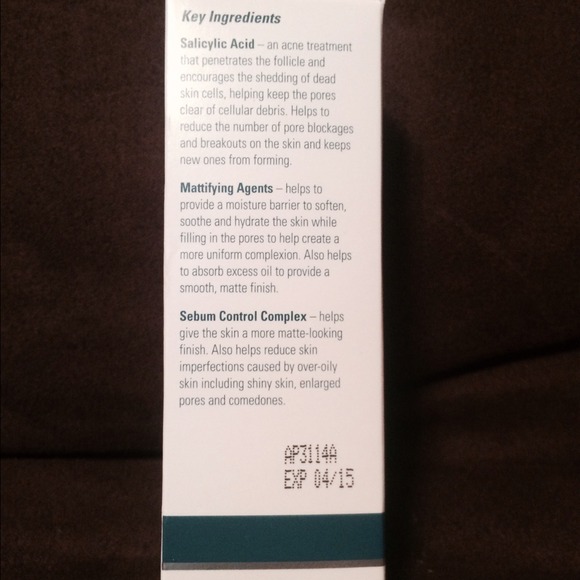 Key Ingredients
Salicylic Acid – an acne treatment
that penetrates the follicle and
encourages the shedding of dead
skin cells, helping keep the pores
clear of cellular debris. Helps to
reduce the number of pore blockages
and breakouts on the skin and keeps
new ones from forming.
Mattifying Agents – helps to
provide a moisture barrier to soften,
soothe and hydrate the skin while
filling in the pores to help create a
more uniform complexion. Also helps
to absorb excess oil to provide a
smooth, matte finish.
Sebum Control Complex – helps
give the skin a more matte-looking
finish. Also helps reduce skin
imperfections caused by over-oily
skin including shiny skin, enlarged
pores and comedones.
AP3114A
EXP 04/15